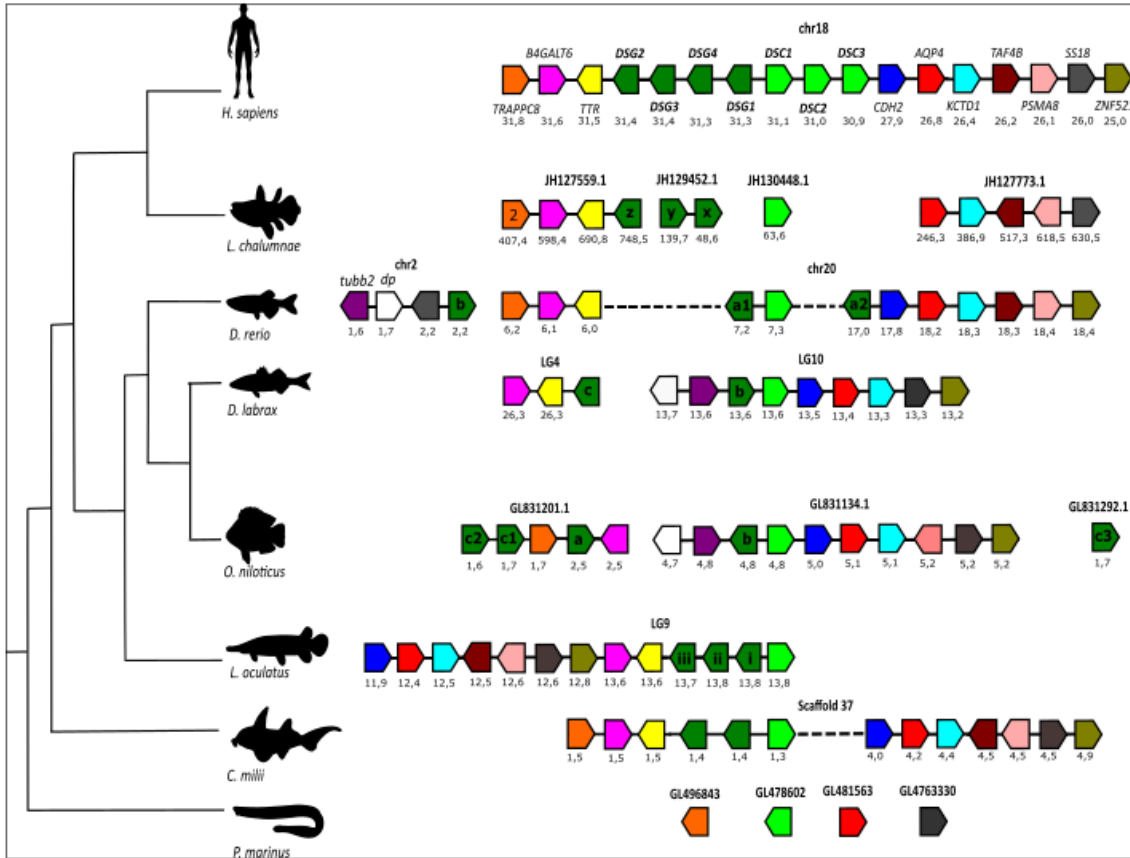 chr18
B4GALT6 DSG2 DSG4 DSC1 DSC3 AQP4 TAF4B SS18
TRAPPC8 TTR DSG3 DSG1 DSC2 CDH2 KCTD1 PSMA8 ZNF521
31,8 31,6 31,5 31,4 31,4 31,3 31,3 31,1 31,0 30,9 27,9 26,8 26,4 26,2 26,1 26,0 25,0
H. sapiens
JH127559.1 JH129452.1 JH130448.1 JH127773.1
2 z y x
407,4 598,4 690,8 748,5 139,7 48,6 63,6 246,3 386,9 517,3 618,5 630,5
L. chalumnae
chr2 chr20
tubb2 dp
b a1 a2
1,6 1,7 2,2 2,2 6,2 6,1 6,0 7,2 7,3 17,0 17,8 18,2 18,3 18,3 18,4 18,4
D. rerio
LG4 LG10
c b
26,3 26,3 13,7 13,6 13,6 13,6 13,5 13,4 13,3 13,3 13,2
D. labrax
GL831201.1 GL831134.1 GL831292.1
c2 c1 a b c3
1,6 1,7 1,7 2,5 2,5 4,7 4,8 4,8 4,8 5,0 5,1 5,1 5,2 5,2 5,2 1,7
O. niloticus
LG9
iii ii i
11,9 12,4 12,5 12,5 12,6 12,6 12,8 13,6 13,6 13,7 13,8 13,8 13,8
L. oculatus
Scaffold 37
1,5 1,5 1,5 1,4 1,4 1,3 4,0 4,2 4,4 4,5 4,5 4,5 4,9
C. milii
GL496843 GL478602 GL481563 GL4763330
P. marinus